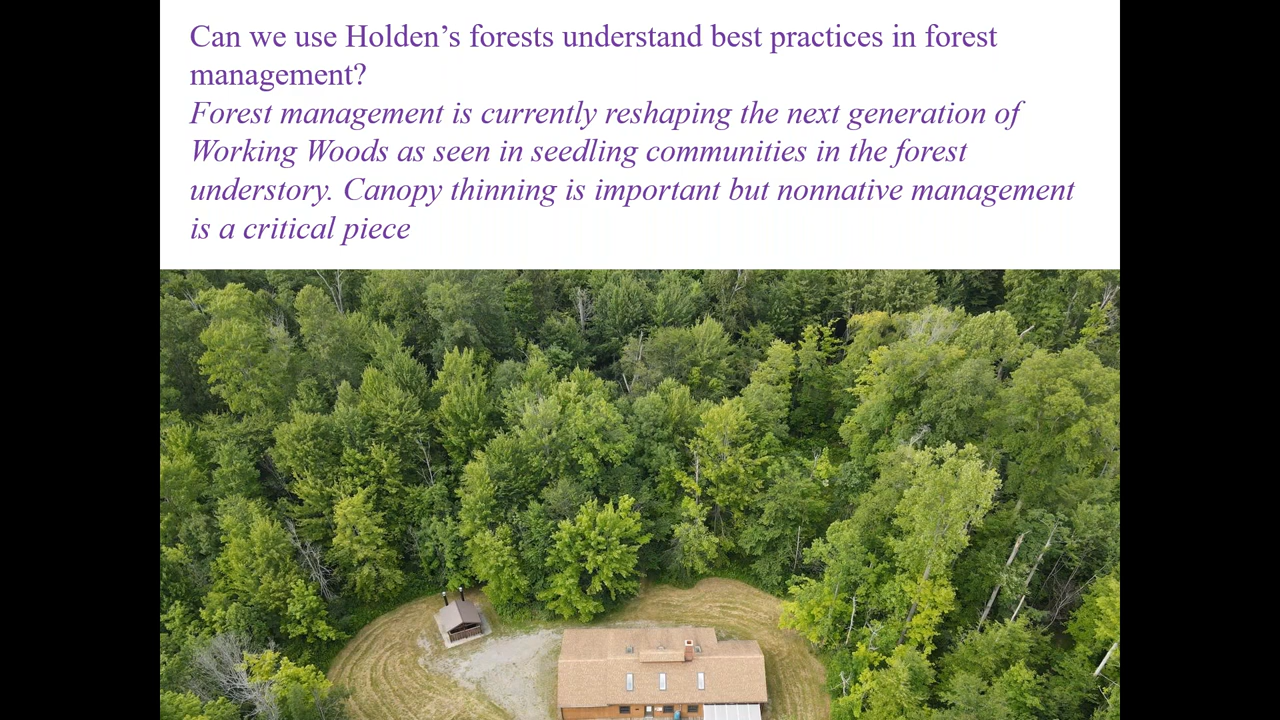 Can we use Holden’s forests understand best practices in forest
management?
Forest management is currently reshaping the next generation of
Working Woods as seen in seedling communities in the forest
understory. Canopy thinning is important but nonnative management
is a critical piece